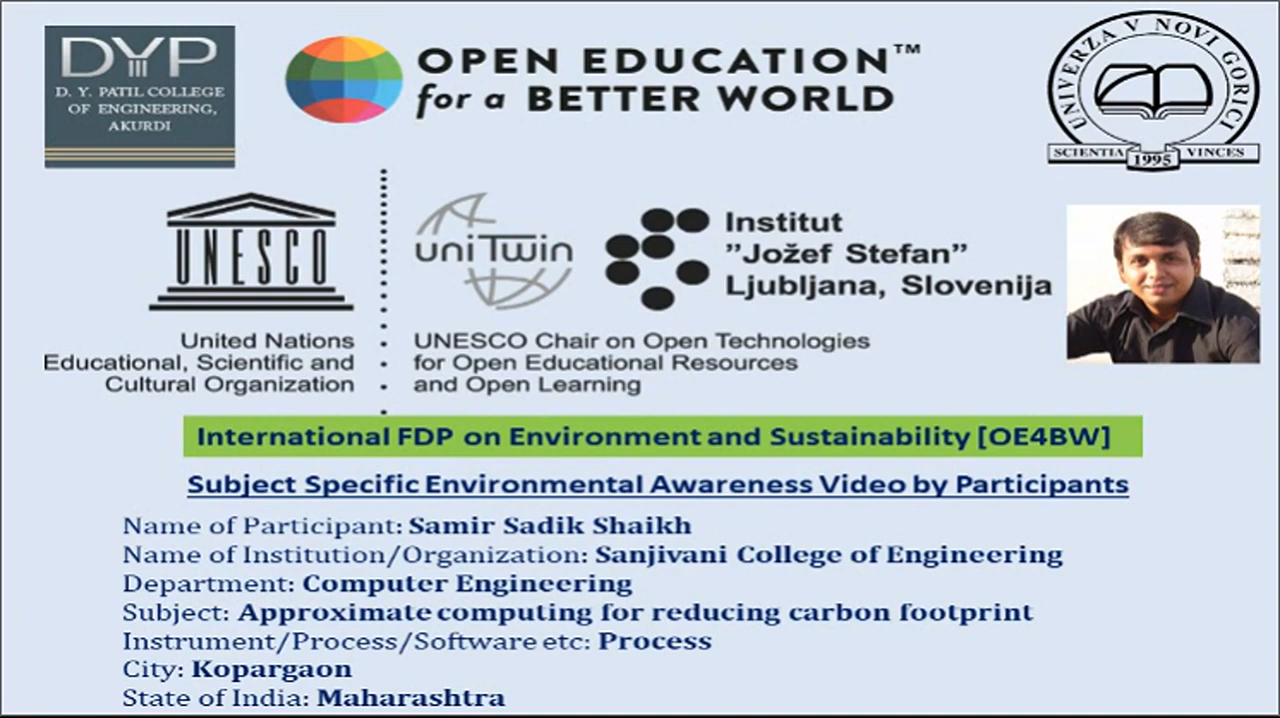 DYP
D. Y. PATIL COLLEGE
OF ENGINEERING,
AKURDI
OPEN EDUCATION™
for a BETTER WORLD
UNIVERZA V NOVI GORICI
SCIENTIA 1995 VINCES
UNESCO
United Nations
Educational, Scientific and
Cultural Organization
uniTwin
Institut
”Jožef Stefan”
Ljubljana, Slovenija
UNESCO Chair on Open Technologies
for Open Educational Resources
and Open Learning
International FDP on Environment and Sustainability [OE4BW]
Subject Specific Environmental Awareness Video by Participants
Name of Participant: Samir Sadik Shaikh
Name of Institution/Organization: Sanjivani College of Engineering
Department: Computer Engineering
Subject: Approximate computing for reducing carbon footprint
Instrument/Process/Software etc: Process
City: Kopargaon
State of India: Maharashtra